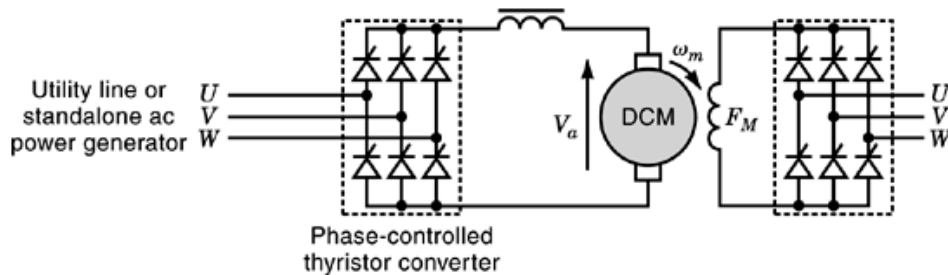 Utility line or
standalone ac
power generator
U
V
W
Phase-controlled
thyristor converter
V_a
DCM
ω_m
F_M
U
V
W